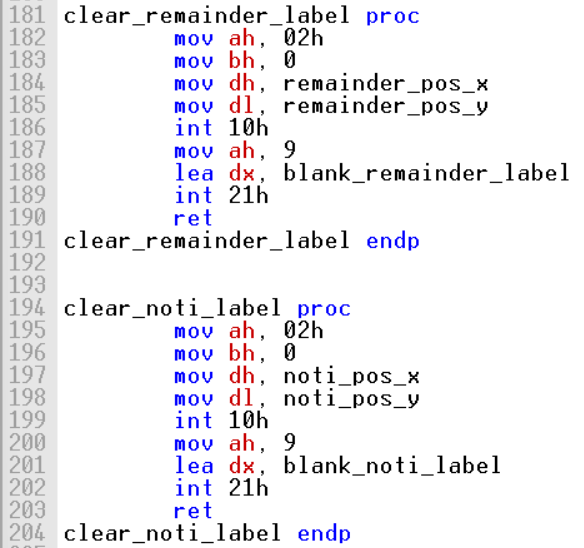 181 clear_remainder_label proc
182 mov ah, 02h
183 mov bh, 0
184 mov dh, remainder_pos_x
185 mov dl, remainder_pos_y
186 int 10h
187 mov ah, 9
188 lea dx, blank_remainder_label
189 int 21h
190 ret
191 clear_remainder_label endp
192
193
194 clear_noti_label proc
195 mov ah, 02h
196 mov bh, 0
197 mov dh, noti_pos_x
198 mov dl, noti_pos_y
199 int 10h
200 mov ah, 9
201 lea dx, blank_noti_label
202 int 21h
203 ret
204 clear_noti_label endp